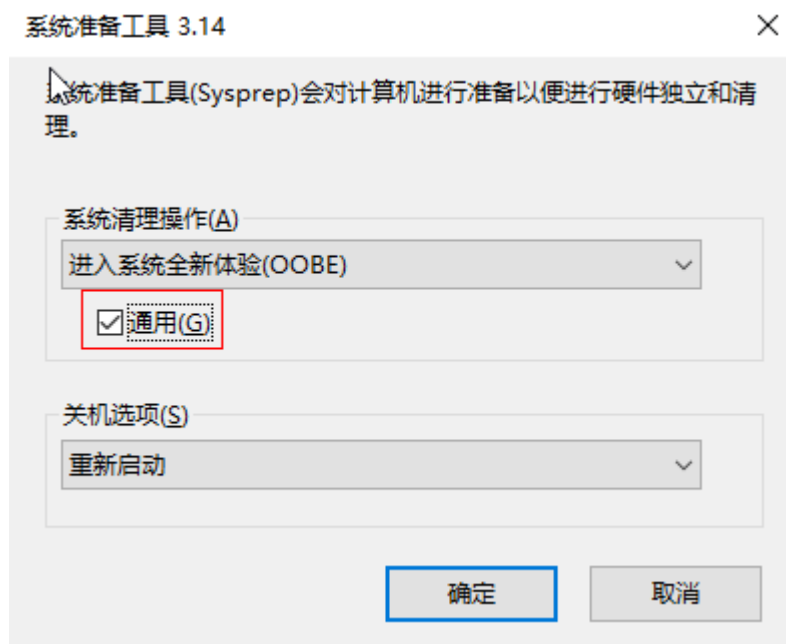 系统准备工具 3.14
系统准备工具(Sysprep)会对计算机进行准备以便进行硬件独立和清
理。
系统清理操作(A)
进入系统全新体验(OOBE)
通用(G)
关机选项(S)
重新启动
确定
取消